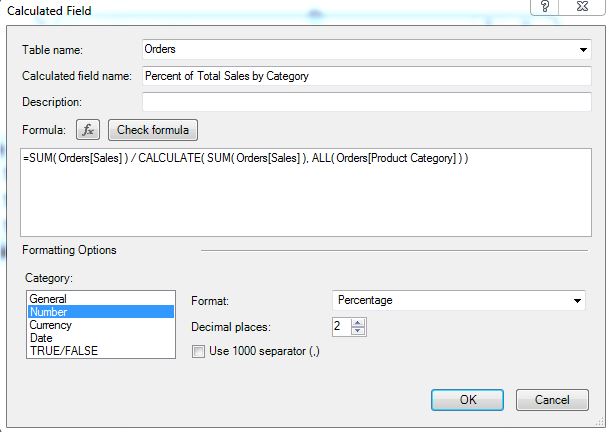 Calculated Field
?
Table name: Orders
Calculated field name: Percent of Total Sales by Category
Description:
Formula: fx Check formula
=SUM( Orders[Sales] ) / CALCULATE( SUM( Orders[Sales] ), ALL( Orders[Product Category] ) )
Formatting Options
Category:
General
Number
Currency
Date
TRUE/FALSE
Format: Percentage
Decimal places: 2
Use 1000 separator (,)
OK Cancel